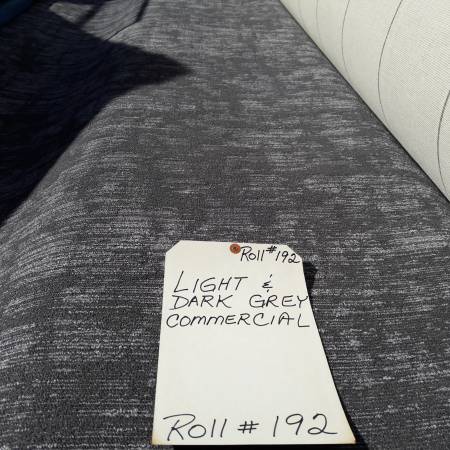 Roll # 192
LIGHT &
DARK GREY
COMMERCIAL
Roll # 192